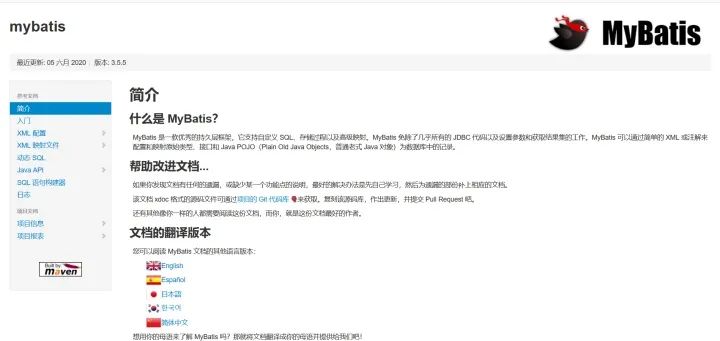 mybatis
MyBatis
最近更新: 05 六月 2020 | 版本: 3.5.5
参考文档
简介
入门
XML 配置
XML 映射文件
动态 SQL
Java API
SQL 语句构建器
日志
项目文档
项目信息
项目报表
Built by
maven
简介
什么是 MyBatis？
MyBatis 是一款优秀的持久层框架，它支持自定义 SQL、存储过程以及高级映射。MyBatis 免除了几乎所有的 JDBC 代码以及设置参数和获取结果集的工作。MyBatis 可以通过简单的 XML 或注解来
配置和映射原始类型、接口和 Java POJO（Plain Old Java Objects，普通老式 Java 对象）为数据库中的记录。
帮助改进文档...
如果你发现文档有任何的遗漏，或缺少某一个功能点的说明，最好的解决办法是先自己学习，然后为遗漏的部份补上相应的文档。
该文档 xdoc 格式的源码文件可通过项目的 Git 代码库来获取。复刻该源码库，作出更新，并提交 Pull Request 吧。
还有其他像你一样的人都需要阅读这份文档，而你，就是这份文档最好的作者。
文档的翻译版本
您可以阅读 MyBatis 文档的其他语言版本：
English
Español
日本語
한국어
简体中文
想用你的母语来了解 MyBatis 吗？那就将文档翻译成你的母语并提供给我们吧！